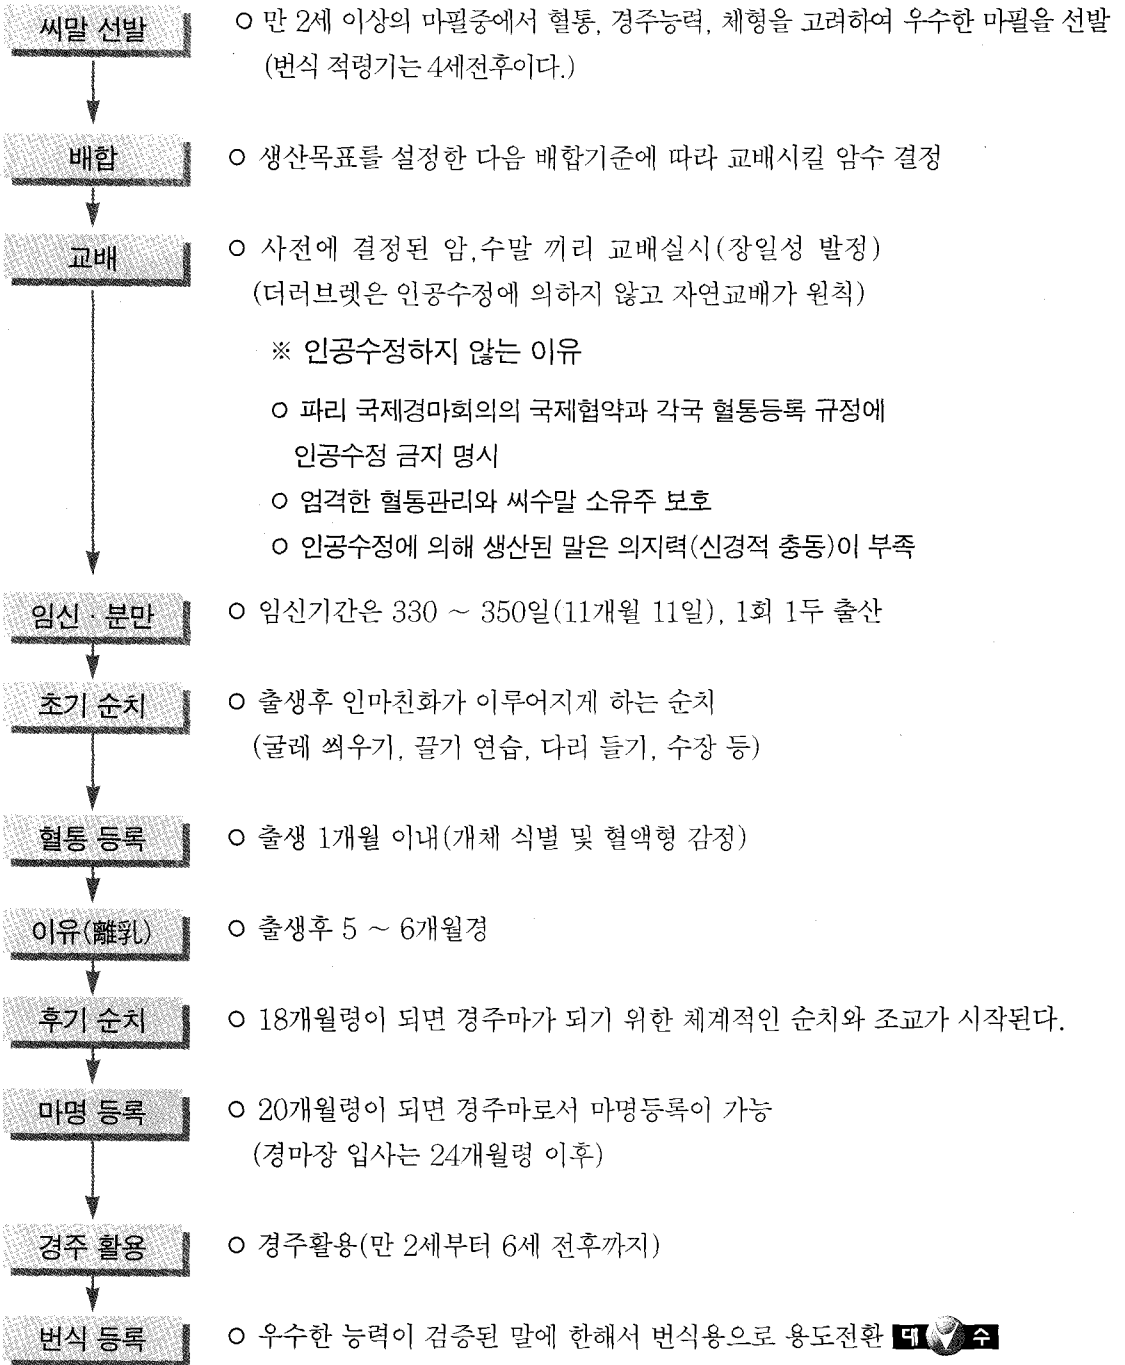 씨말 선발
○ 만 2세 이상의 마필중에서 혈통, 경주능력, 체형을 고려하여 우수한 마필을 선발
(번식 적령기는 4세전후이다.)
배합
○ 생산목표를 설정한 다음 배합기준에 따라 교배시킬 암수 결정
교배
○ 사전에 결정된 암,수말 끼리 교배실시(장일성 발정)
(더러브렛은 인공수정에 의하지 않고 자연교배가 원칙)
※ 인공수정하지 않는 이유
○ 파리 국제경마회의의 국제협약과 각국 혈통등록 규정에
인공수정 금지 명시
○ 엄격한 혈통관리와 씨수말 소유주 보호
○ 인공수정에 의해 생산된 말은 의지력(신경적 충동)이 부족
임신·분만
○ 임신기간은 330 ~ 350일(11개월 11일), 1회 1두 출산
초기 순치
○ 출생후 인마친화가 이루어지게 하는 순치
(굴레 씌우기, 끌기 연습, 다리 들기, 수장 등)
혈통 등록
○ 출생 1개월 이내(개체 식별 및 혈액형 감정)
이유(離乳)
○ 출생후 5 ~ 6개월경
후기 순치
○ 18개월령이 되면 경주마가 되기 위한 체계적인 순치와 조교가 시작된다.
마명 등록
○ 20개월령이 되면 경주마로서 마명등록이 가능
(경마장 입사는 24개월령 이후)
경주 활용
○ 경주활용(만 2세부터 6세 전후까지)
번식 등록
○ 우수한 능력이 검증된 말에 한해서 번식용으로 용도전환 대 수